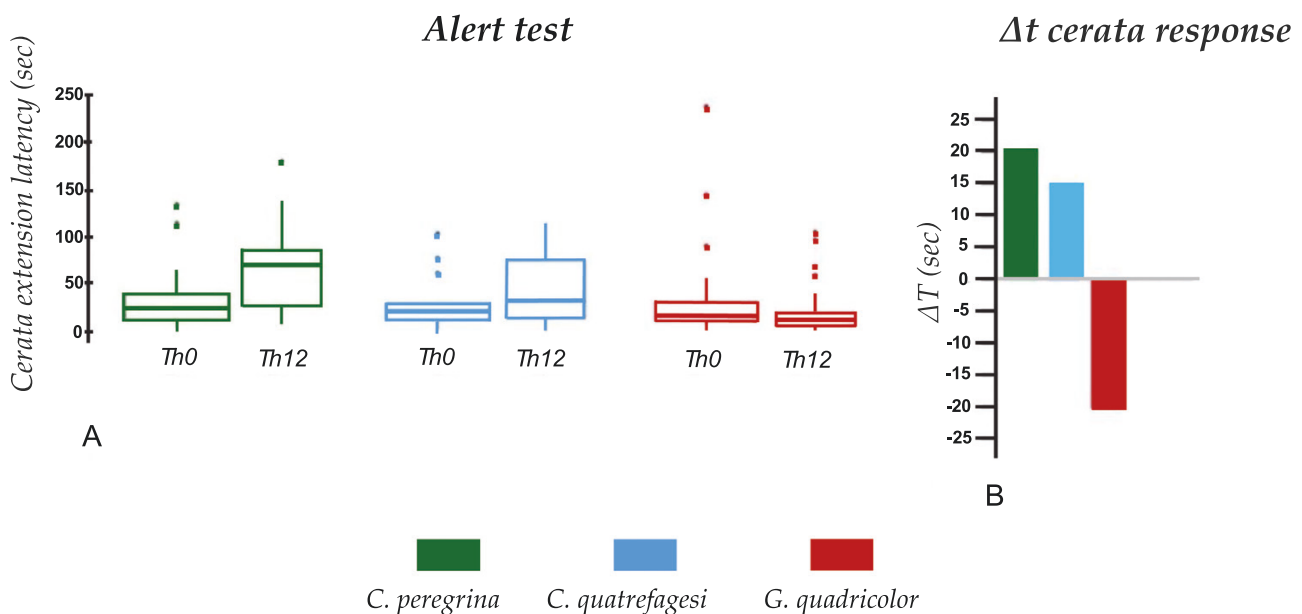 Alert test
Δt cerata response
Cerata extension latency (sec)
250
200
150
100
50
0
Th0
Th12
Th0
Th12
Th0
Th12
A
ΔT (sec)
25
20
15
10
5
0
-5
-10
-15
-20
-25
B
C. peregrina
C. quatrefagesi
G. quadricolor